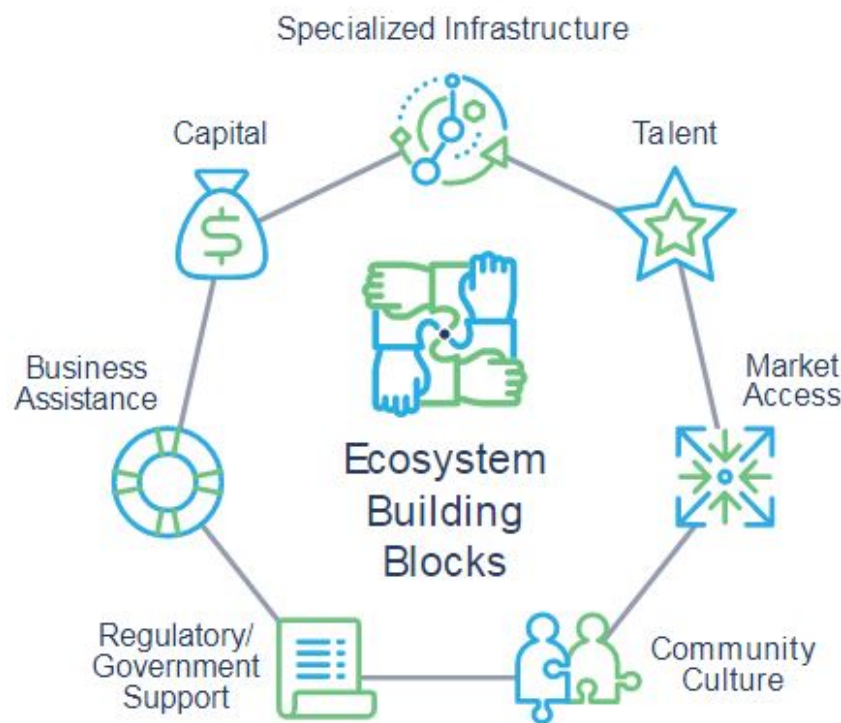 Specialized Infrastructure
Capital
Talent
Business
Assistance
Market
Access
Ecosystem
Building
Blocks
Regulatory/
Government
Support
Community
Culture
$